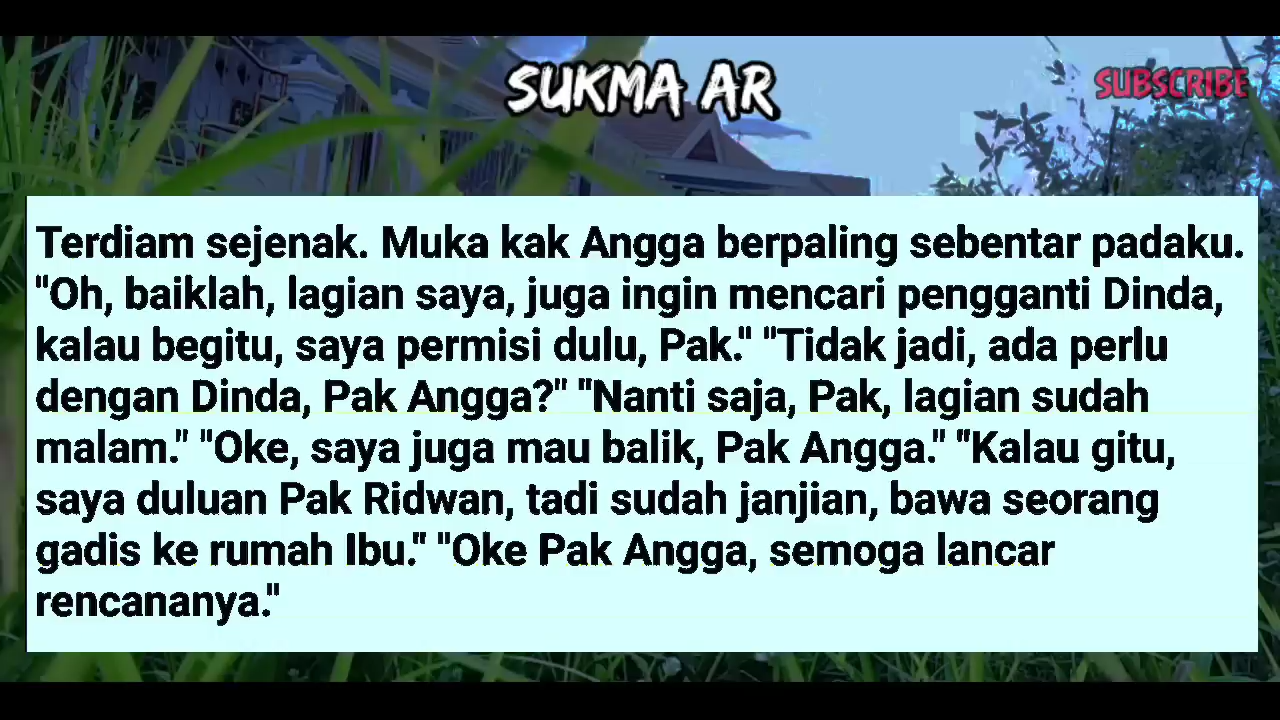 SUKMA AR
SUBSCRIBE
Terdiam sejenak. Muka kak Angga berpaling sebentar padaku.
"Oh, baiklah, lagian saya, juga ingin mencari pengganti Dinda,
kalau begitu, saya permisi dulu, Pak." "Tidak jadi, ada perlu
dengan Dinda, Pak Angga?" "Nanti saja, Pak, lagian sudah
malam." "Oke, saya juga mau balik, Pak Angga." "Kalau gitu,
saya duluan Pak Ridwan, tadi sudah janjian, bawa seorang
gadis ke rumah Ibu." "Oke Pak Angga, semoga lancar
rencananya."